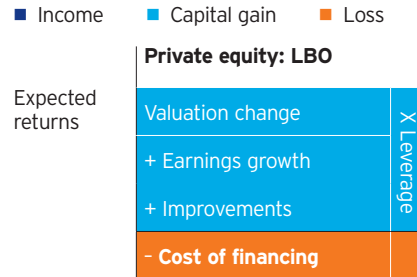 Income Capital gain Loss
Private equity: LBO
Expected
returns
Valuation change
+ Earnings growth
+ Improvements
X Leverage
– Cost of financing